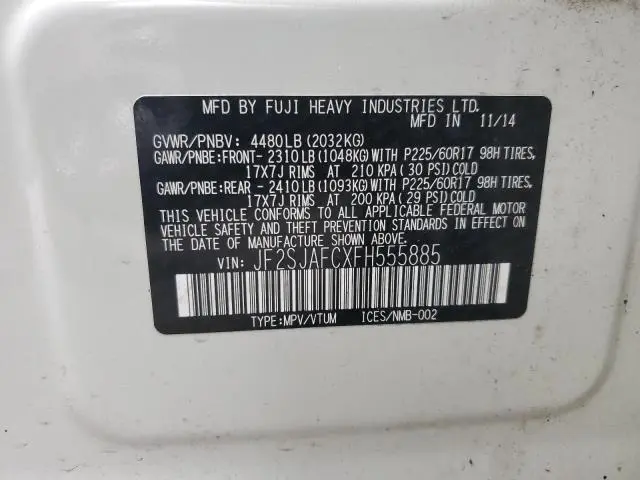 MFD BY FUJI HEAVY INDUSTRIES LTD.
MFD IN 11/14
GVWR/PNBV: 4480LB(2032KG)
GAWR/PNBE:FRONT- 2310LB(1048KG)WITH P225/60R17 98H TIRES,
17X7J RIMS AT 210 KPA(30 PSI)COLD
GAWR/PNBE:REAR - 2410LB(1093KG)WITH P225/60R17 98H TIRES,
17X7J RIMS AT 200 KPA(29 PSI)COLD
THIS VEHICLE CONFORMS TO ALL APPLICABLE FEDERAL MOTOR
VEHICLE SAFETY AND THEFT PREVENTION STANDARDS IN EFFECT ON
THE DATE OF MANUFACTURE SHOWN ABOVE.
VIN: JF2SJAFCXFH555885
TYPE:MPV/VTUM ICES/NMB-002